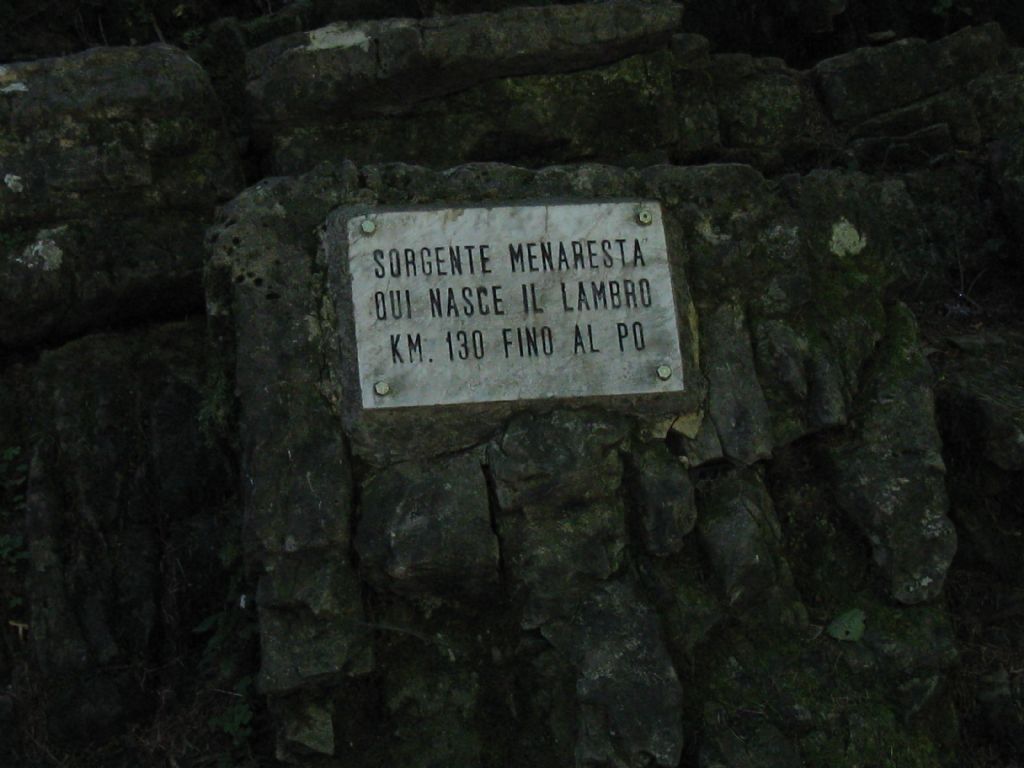 SORGENTE MENARESTA
QUI NASCE IL LAMBRO
KM. 130 FINO AL PO